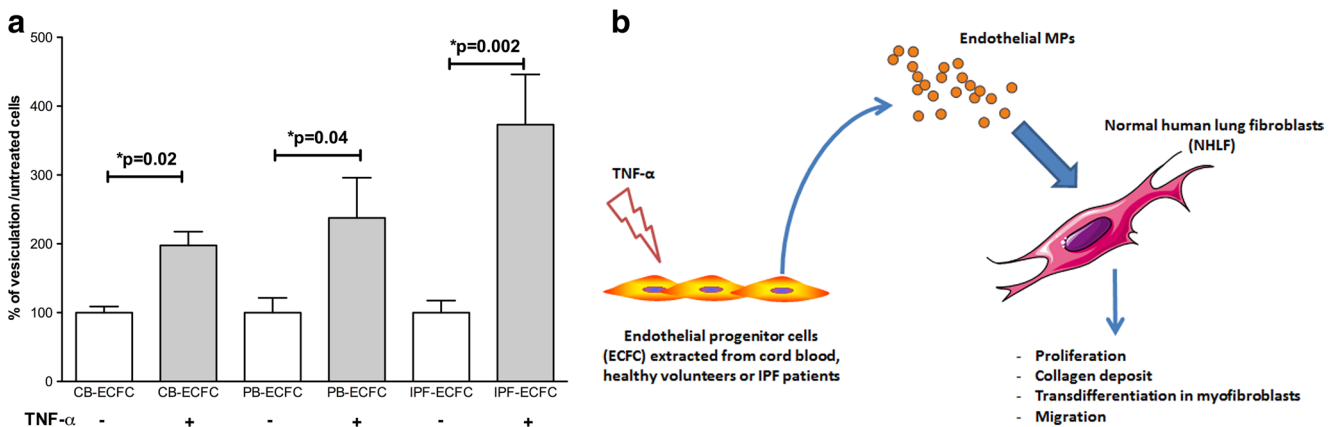 a
% of vesiculation /untreated cells
500
400
300
200
100
0
*p=0.02
*p=0.04
*p=0.002
CB-ECFC CB-ECFC PB-ECFC PB-ECFC IPF-ECFC IPF-ECFC
TNF-α - + - + - +
b
Endothelial MPs
Normal human lung fibroblasts
(NHLF)
TNF-α
Endothelial progenitor cells
(ECFC) extracted from cord blood,
healthy volunteers or IPF patients
- Proliferation
- Collagen deposit
- Transdifferentiation in myofibroblasts
- Migration